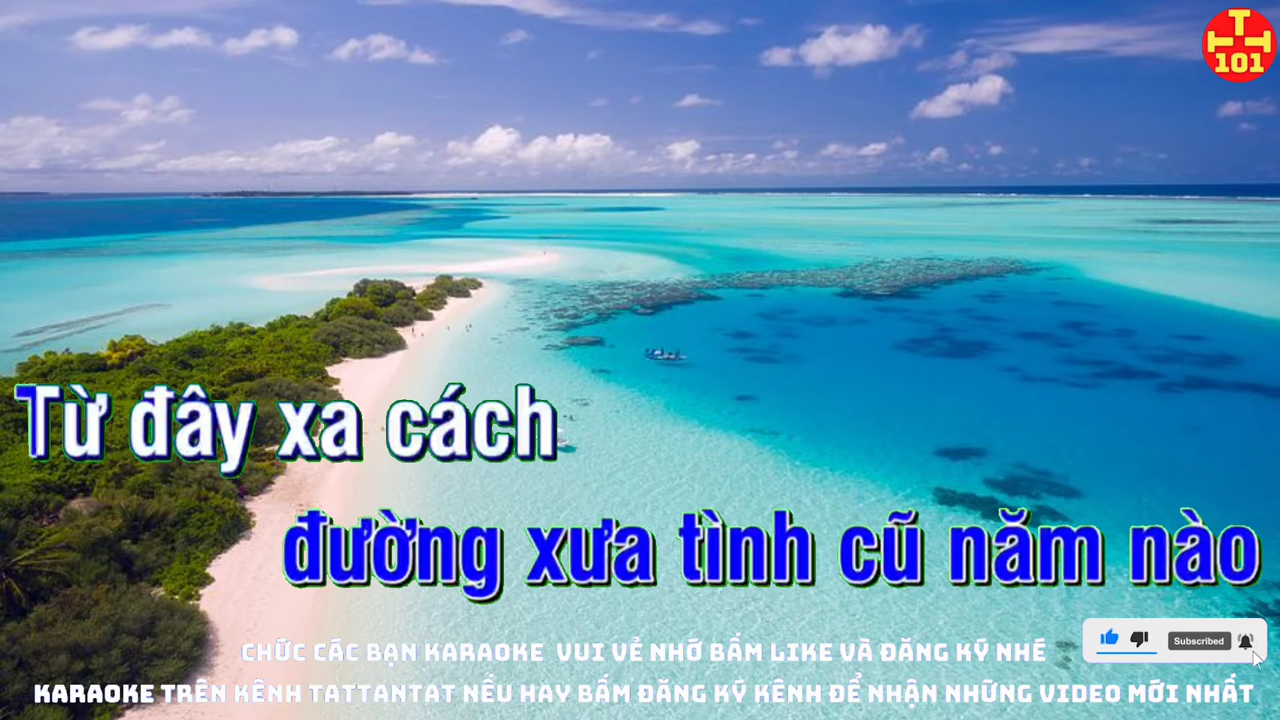 T
T T
101
Từ đây xa cách
đường xưa tình cũ năm nào
CHỨC CÁC BẠN KARAOKE VUI VẺ NHỚ BẤM LIKE VÀ ĐĂNG KÝ NHÉ
Subscribed
KARAOKE TRÊN KÊNH TATTANTAT NẾU HAY BẤM ĐĂNG KÝ KÊNH ĐỂ NHẬN NHỮNG VIDEO MỚI NHẤT